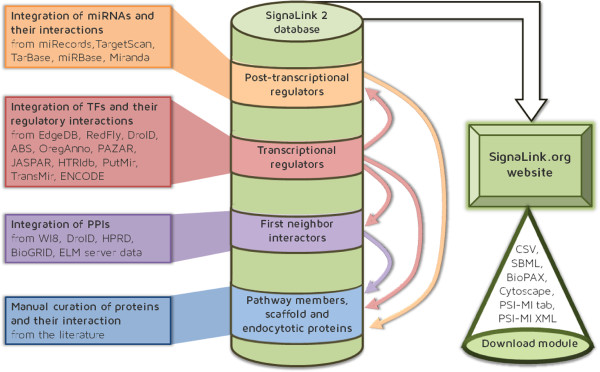 Integration of miRNAs and
their interactions
from miRecords,TargetScan,
TarBase, miRBase, Miranda
Integration of TFs and their
regulatory interactions
from EdgeDB, RedFly, DroID,
ABS, OregAnno, PAZAR,
JASPAR, HTRIdb, PutMir,
TransMir, ENCODE
Integration of PPIs
from WI8, DroID, HPRD,
BioGRID, ELM server data
Manual curation of proteins
and their interaction
from the literature
SignaLink 2
database
Post-transcriptional
regulators
Transcriptional
regulators
First neighbor
interactors
Pathway members,
scaffold and
endocytotic proteins
SignaLink.org
website
CSV,
SBML,
BioPAX,
Cytoscape,
PSI-MI tab,
PSI-MI XML
Download module